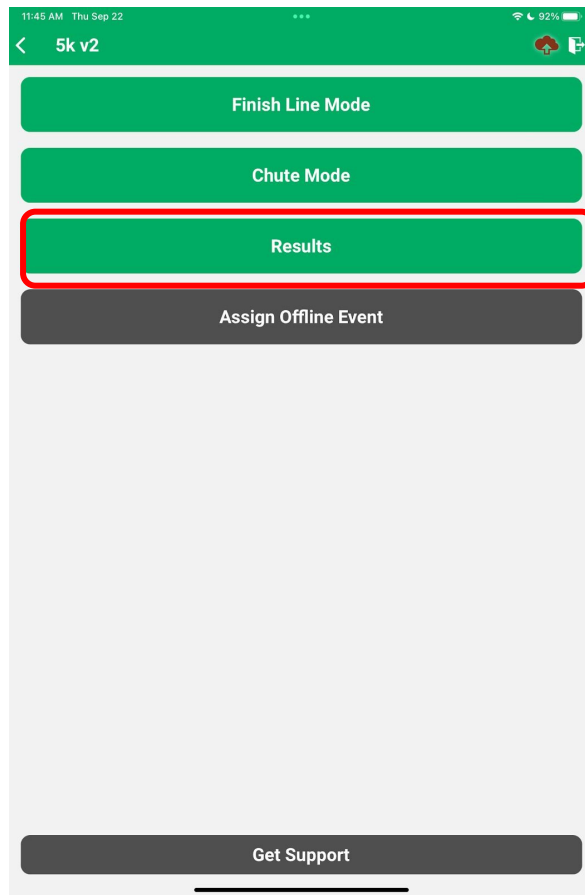 11:45 AM Thu Sep 22 92%
5k v2
Finish Line Mode
Chute Mode
Results
Assign Offline Event
Get Support